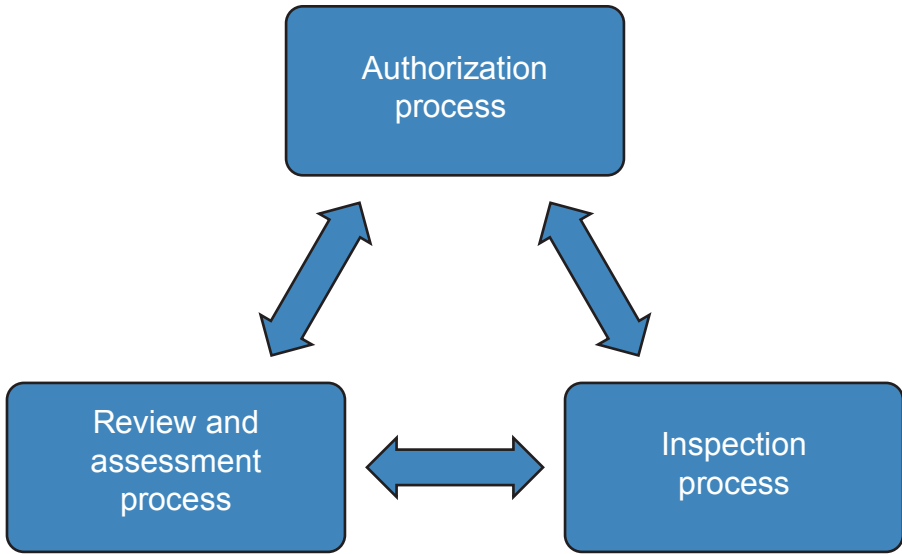 Authorization
process
Review and
assessment
process
Inspection
process